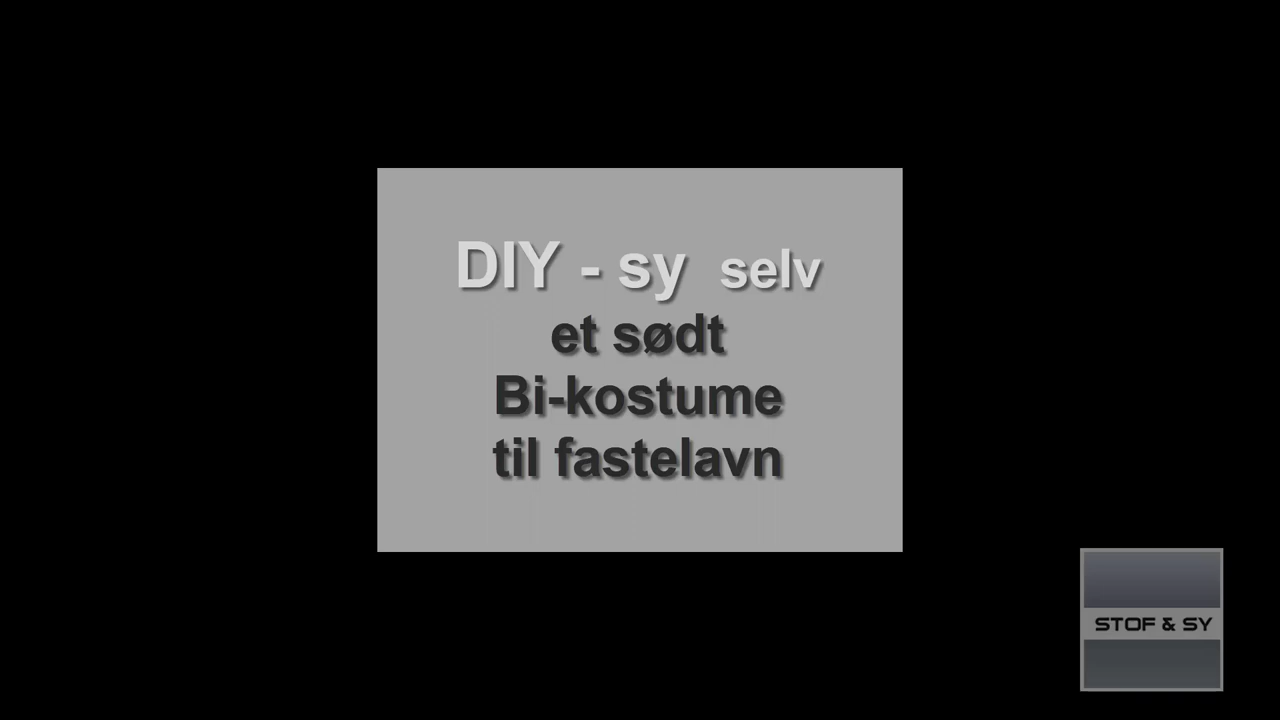 DIY - sy selv
et sødt
Bi-kostume
til fastelavn
STOF & SY